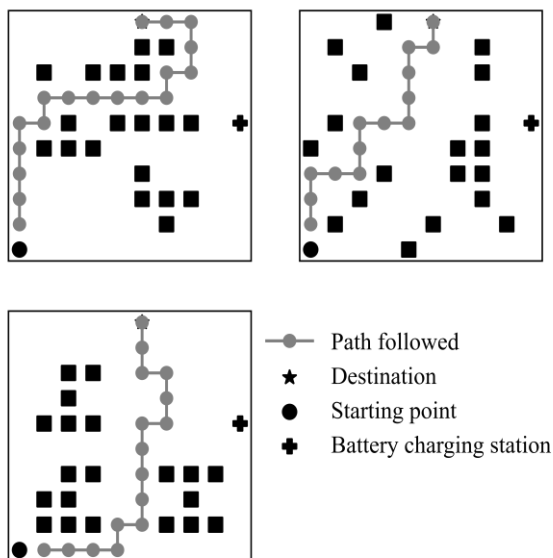 Path followed
Destination
Starting point
Battery charging station